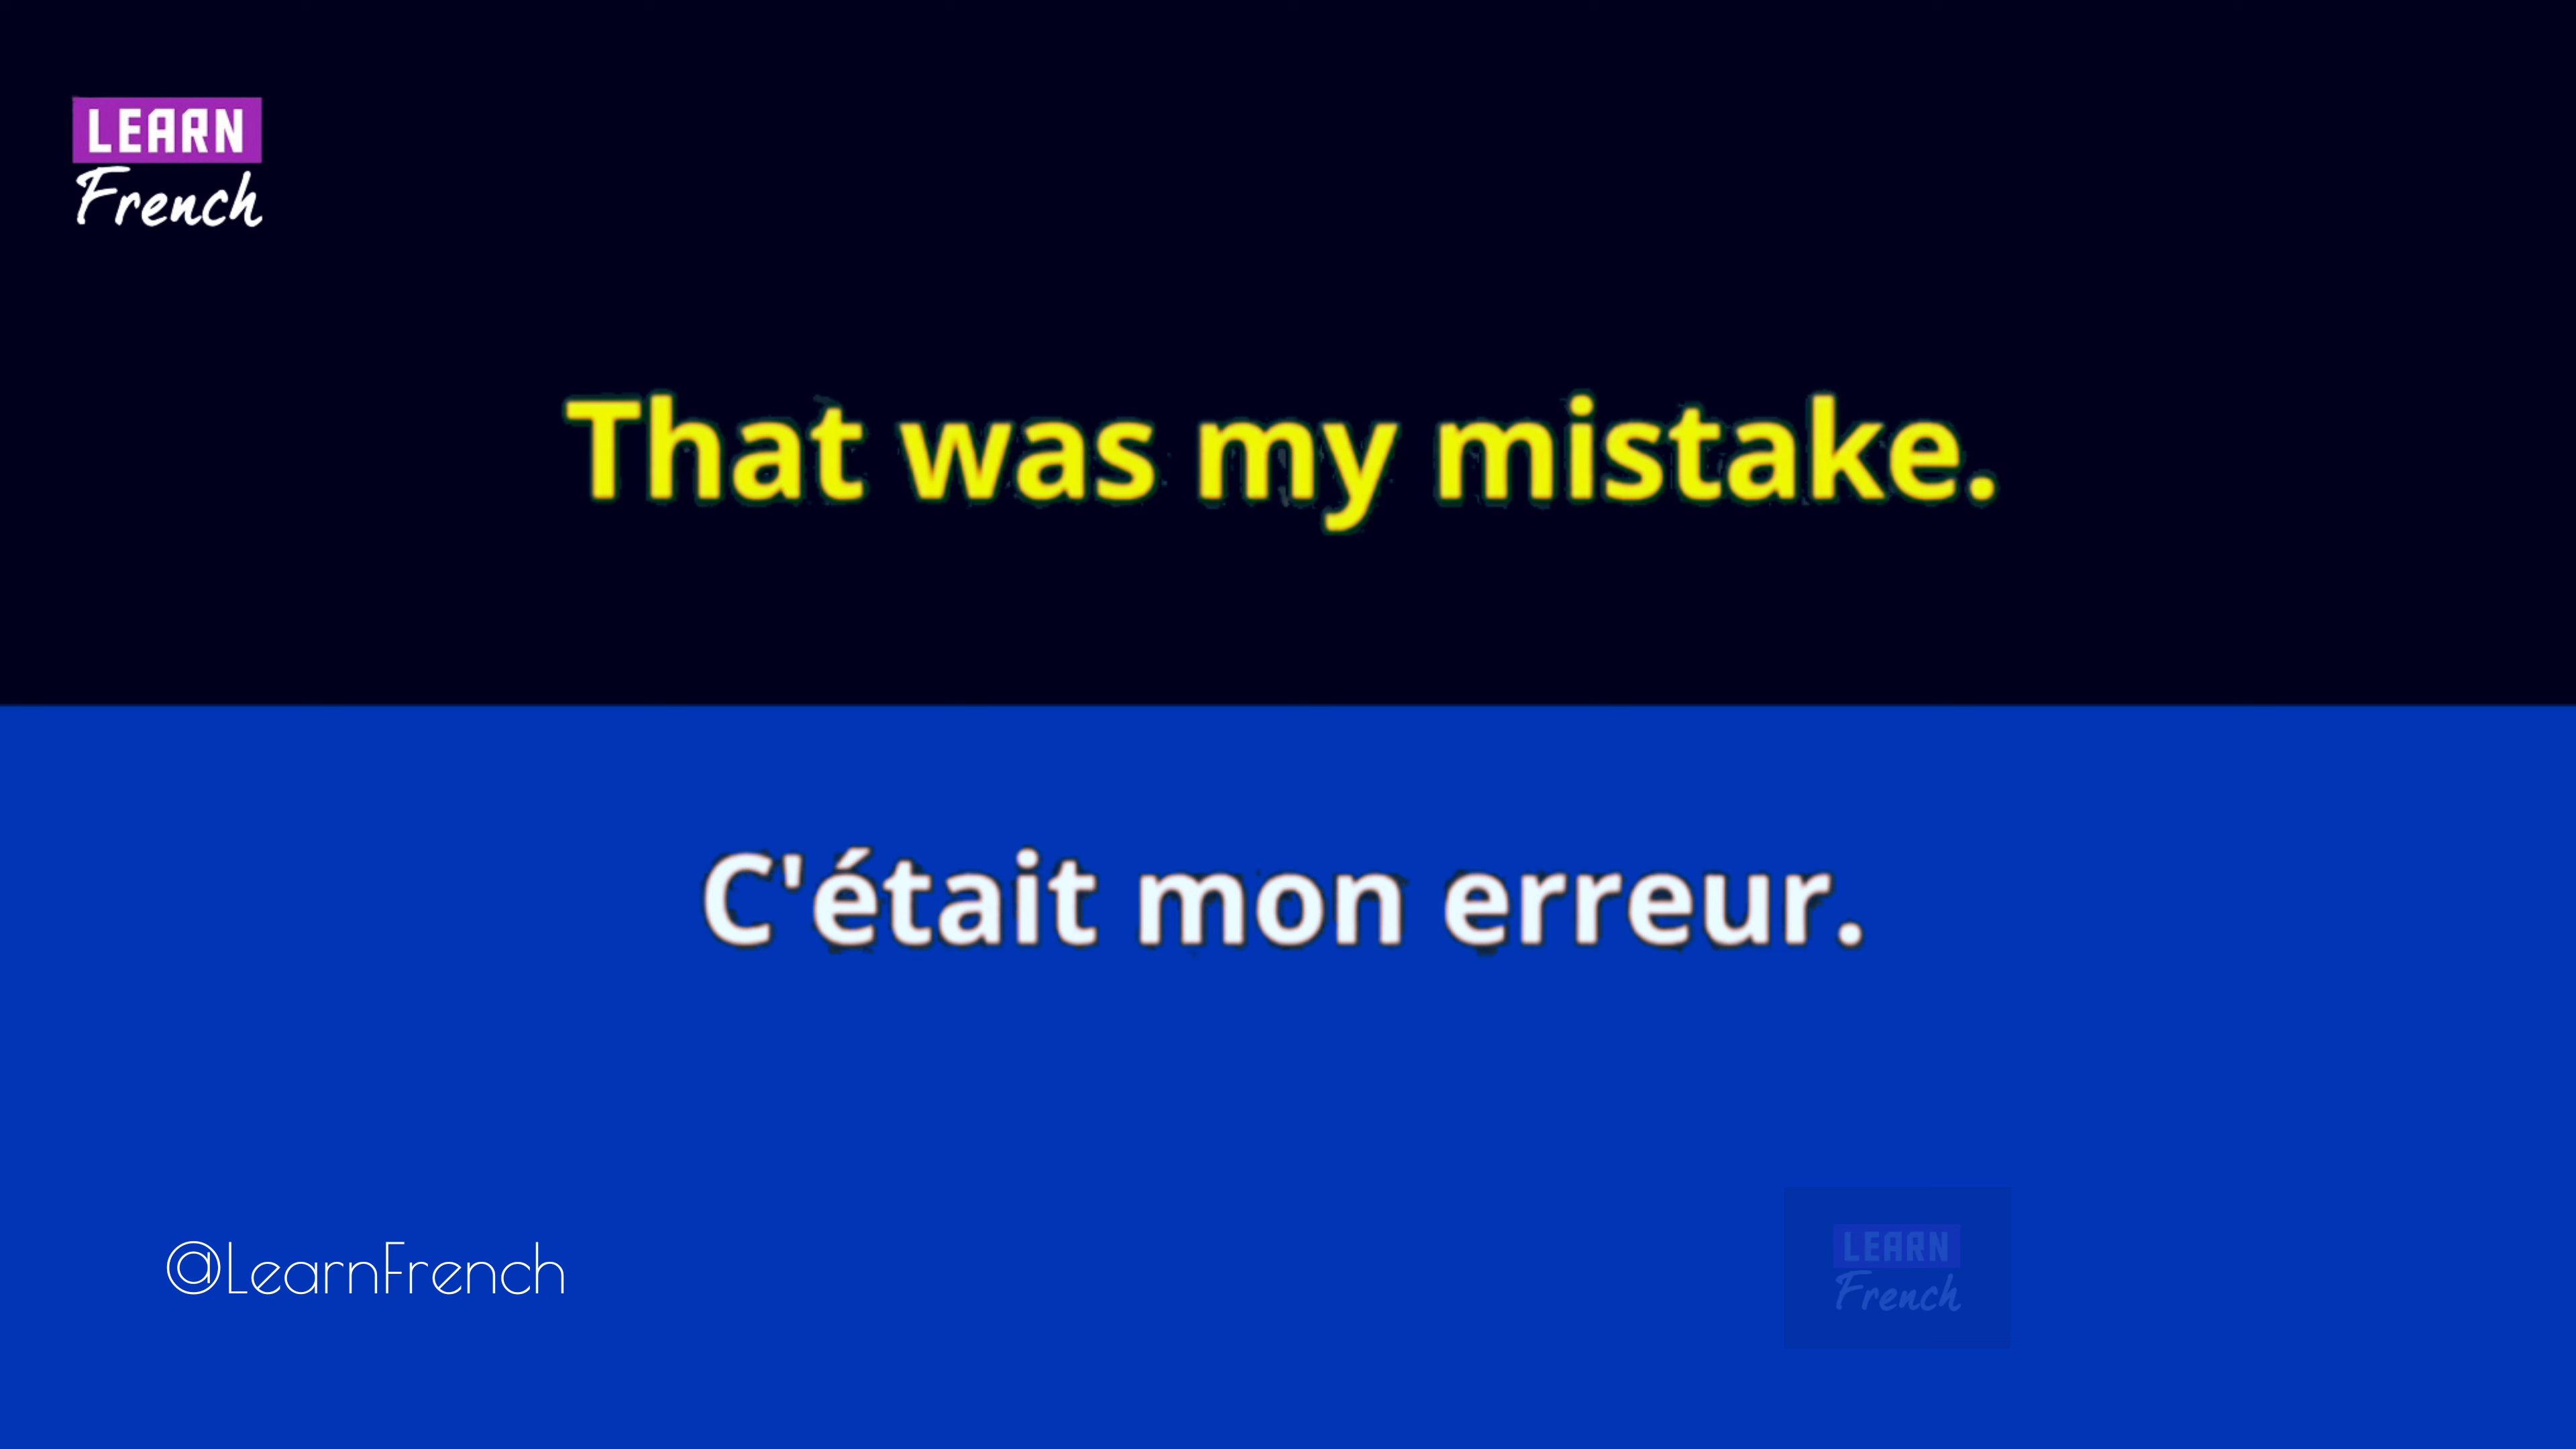 LEARN
French
That was my mistake.
C'était mon erreur.
@LearnFrench
LEARN
French